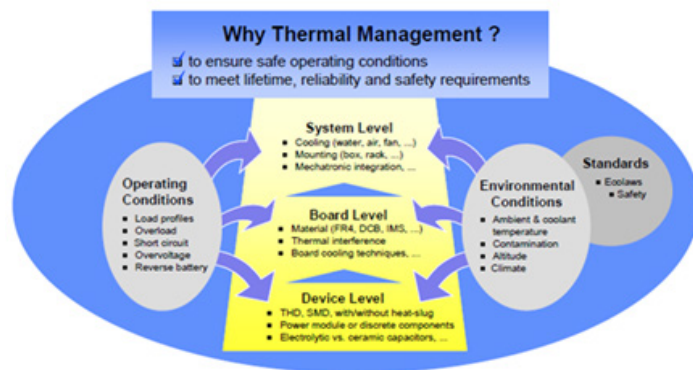 Why Thermal Management ?
to ensure safe operating conditions
to meet lifetime, reliability and safety requirements
System Level
Cooling (water, air, fan, ...)
Mounting (box, rack, ...)
Mechatronic integration, ...
Operating
Conditions
Load profiles
Overload
Short circuit
Overvoltage
Reverse battery
Board Level
Material (FR4, DCB, IMS, ...)
Thermal interference
Board cooling techniques, ...
Environmental
Conditions
Ambient & coolant
temperature
Contamination
Altitude
Climate
Standards
Ecolaws
Safety
Device Level
THD, SMD, with/without heat-slug
Power module or discrete components
Electrolytic vs. ceramic capacitors, ...